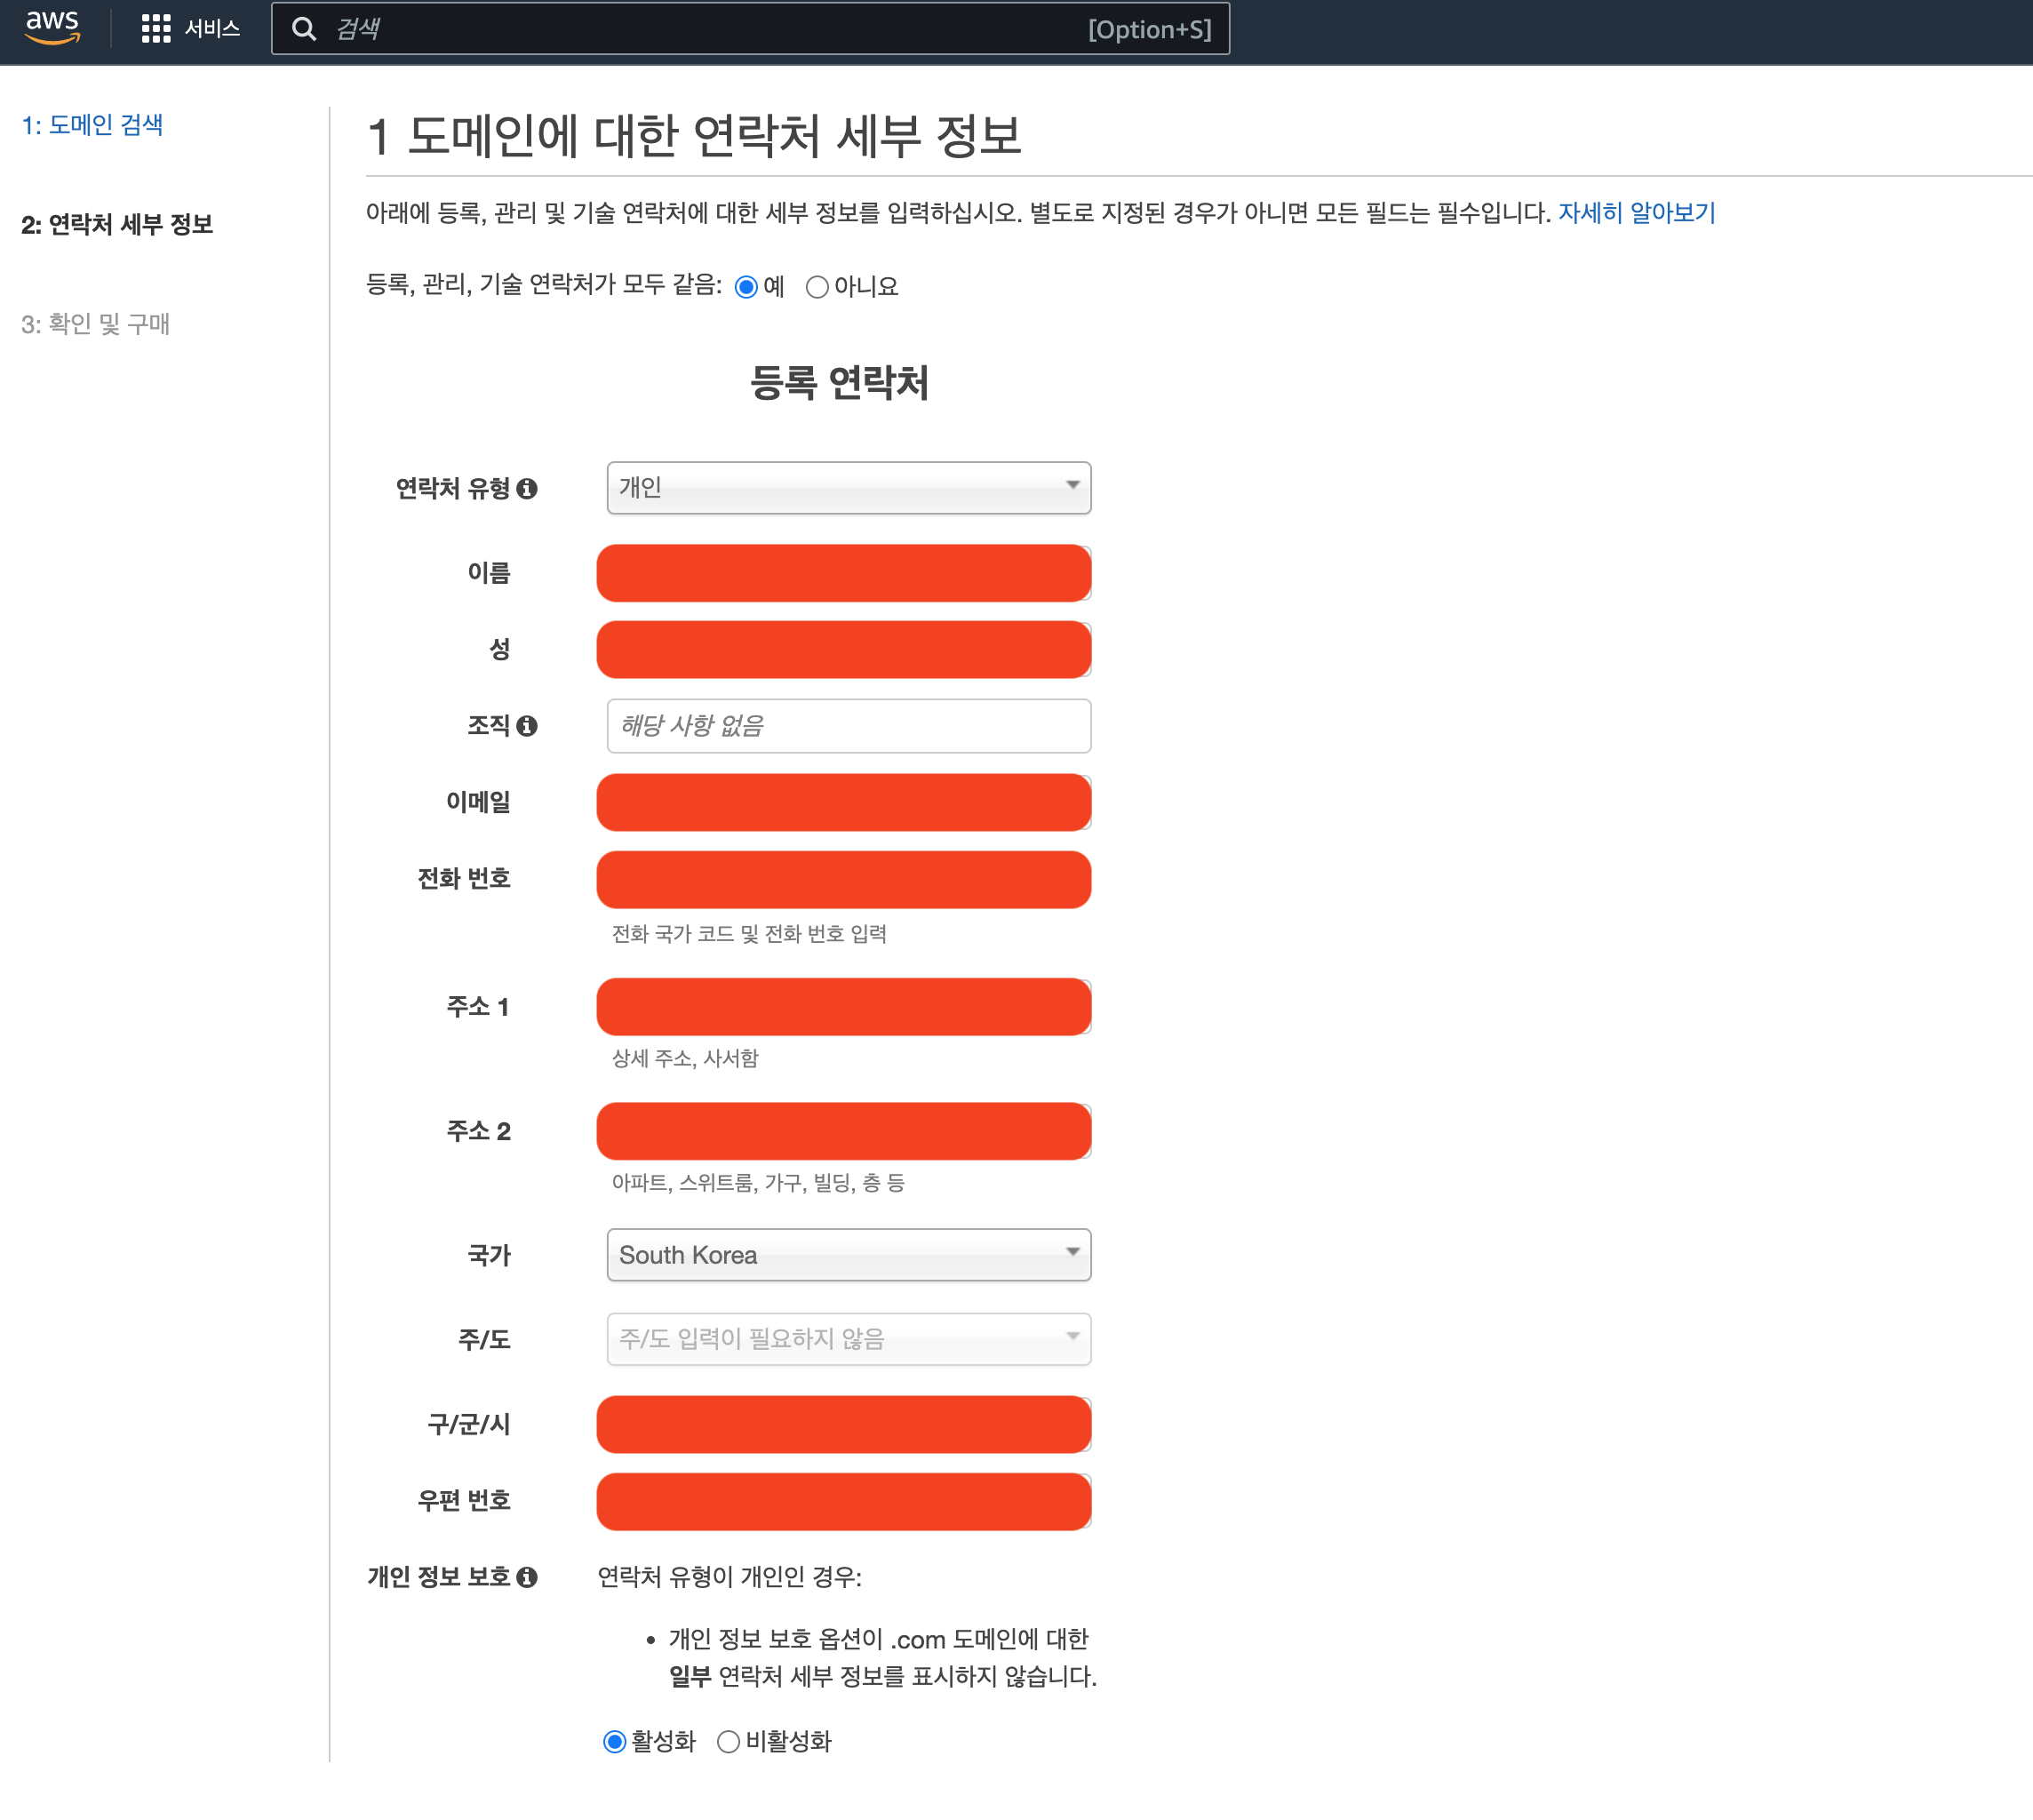 aws
서비스
검색
[Option+S]
1: 도메인 검색
2: 연락처 세부 정보
3: 확인 및 구매
1 도메인에 대한 연락처 세부 정보
아래에 등록, 관리 및 기술 연락처에 대한 세부 정보를 입력하십시오. 별도로 지정된 경우가 아니면 모든 필드는 필수입니다. 자세히 알아보기
등록, 관리, 기술 연락처가 모두 같음: 예 아니요
등록 연락처
연락처 유형 개인
이름
성
조직 해당 사항 없음
이메일
전화 번호
전화 국가 코드 및 전화 번호 입력
주소 1
상세 주소, 사서함
주소 2
아파트, 스위트룸, 가구, 빌딩, 층 등
국가 South Korea
주/도 주/도 입력이 필요하지 않음
구/군/시
우편 번호
개인 정보 보호 연락처 유형이 개인인 경우:
• 개인 정보 보호 옵션이 .com 도메인에 대한
일부 연락처 세부 정보를 표시하지 않습니다.
활성화 비활성화